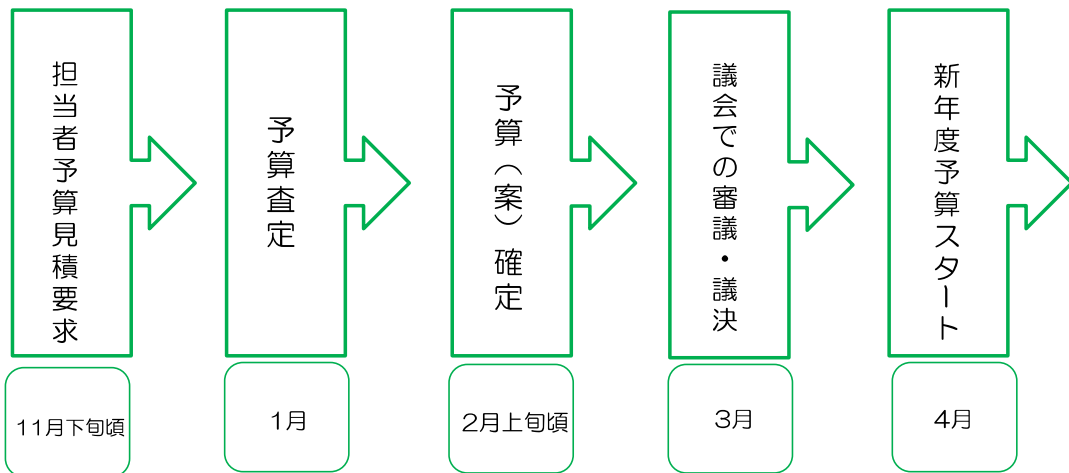 担当者予算見積要求
予算査定
予算（案）確定
議会での審議・議決
新年度予算スタート
11月下旬頃
1月
2月上旬頃
3月
4月